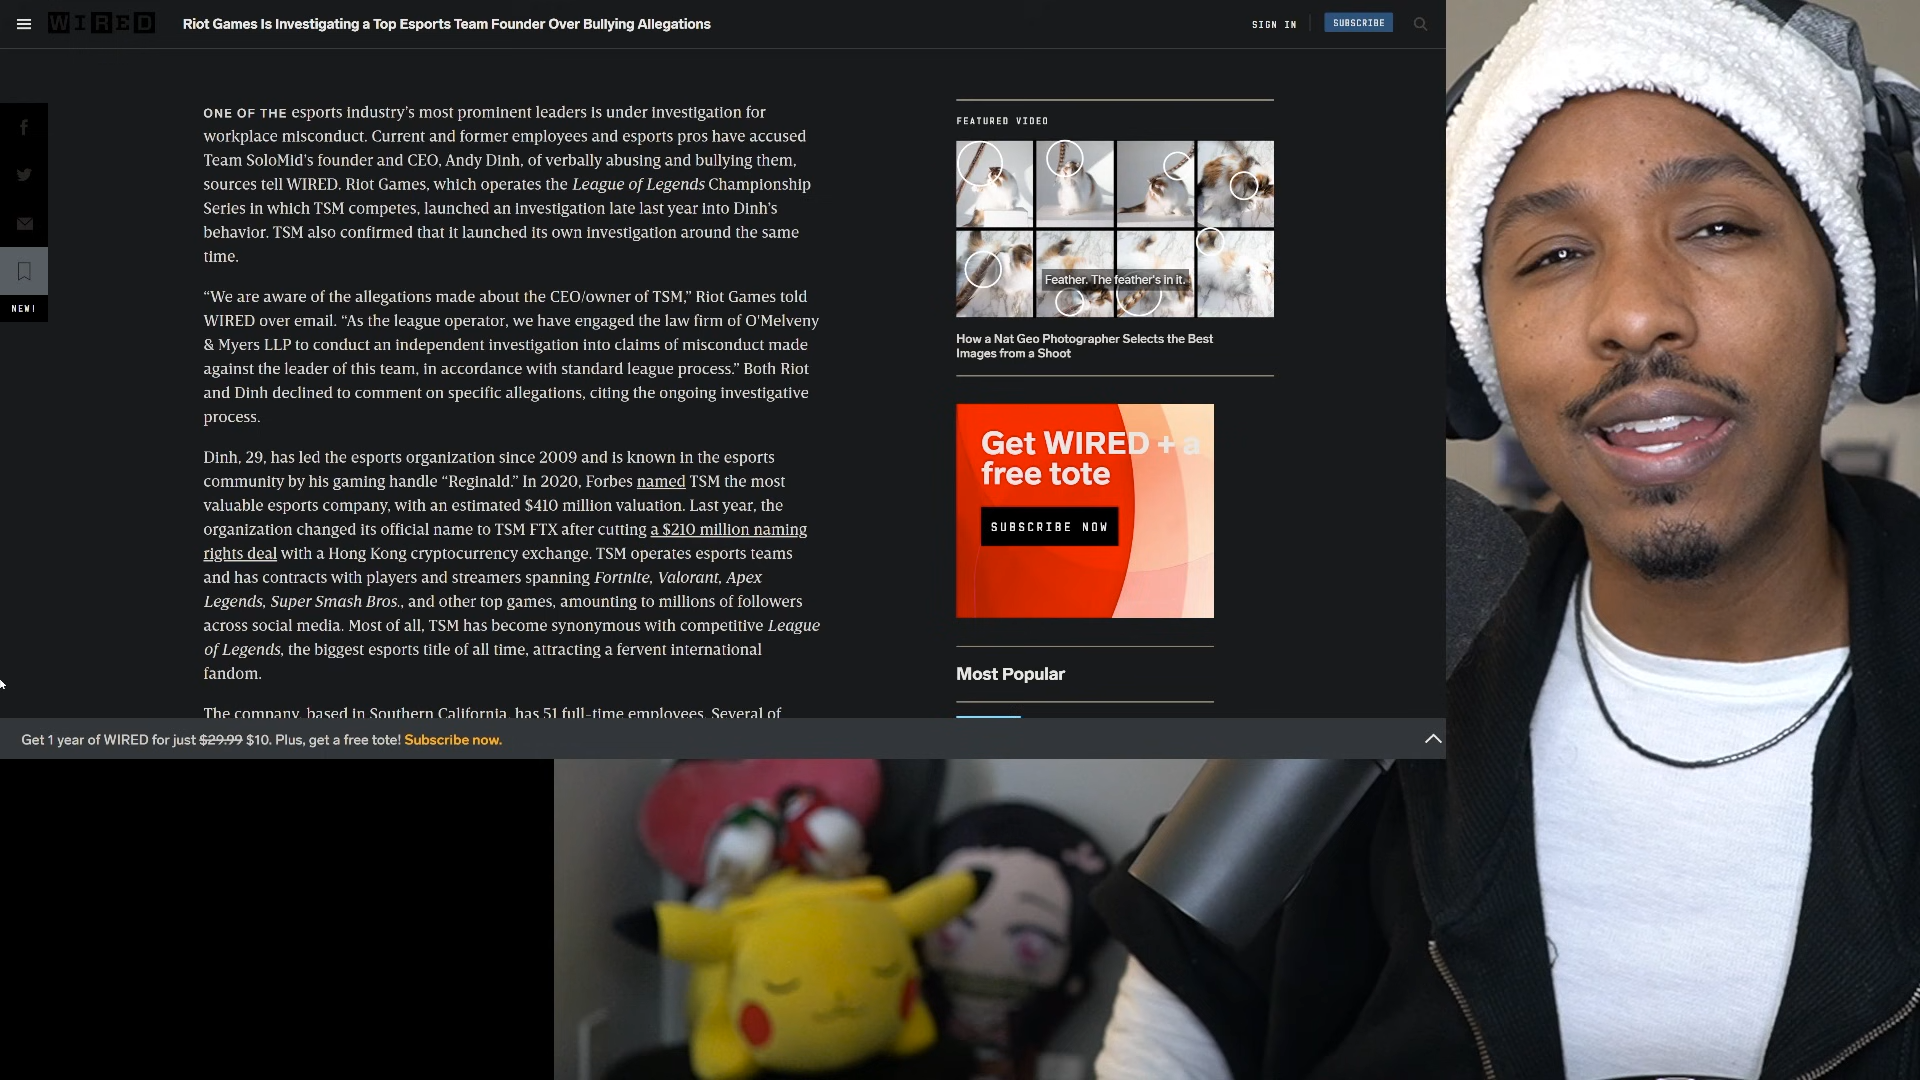 WIRED
Riot Games Is Investigating a Top Esports Team Founder Over Bullying Allegations
SIGN IN
SUBSCRIBE
NEW!
ONE OF THE esports industry’s most prominent leaders is under investigation for
workplace misconduct. Current and former employees and esports pros have accused
Team SoloMid’s founder and CEO, Andy Dinh, of verbally abusing and bullying them,
sources tell WIRED. Riot Games, which operates the League of Legends Championship
Series in which TSM competes, launched an investigation late last year into Dinh’s
behavior. TSM also confirmed that it launched its own investigation around the same
time.
“We are aware of the allegations made about the CEO/owner of TSM,” Riot Games told
WIRED over email. “As the league operator, we have engaged the law firm of O'Melveny
& Myers LLP to conduct an independent investigation into claims of misconduct made
against the leader of this team, in accordance with standard league process.” Both Riot
and Dinh declined to comment on specific allegations, citing the ongoing investigative
process.
Dinh, 29, has led the esports organization since 2009 and is known in the esports
community by his gaming handle “Reginald.” In 2020, Forbes named TSM the most
valuable esports company, with an estimated $410 million valuation. Last year, the
organization changed its official name to TSM FTX after cutting a $210 million naming
rights deal with a Hong Kong cryptocurrency exchange. TSM operates esports teams
and has contracts with players and streamers spanning Fortnite, Valorant, Apex
Legends, Super Smash Bros., and other top games, amounting to millions of followers
across social media. Most of all, TSM has become synonymous with competitive League
of Legends, the biggest esports title of all time, attracting a fervent international
fandom.
The company, based in Southern California, has 51 full-time employees. Several of
FEATURED VIDEO
Feather. The feather's in it.
How a Nat Geo Photographer Selects the Best
Images from a Shoot
Get WIRED + a
free tote
SUBSCRIBE NOW
Most Popular
Get 1 year of WIRED for just $29.99 $10. Plus, get a free tote! Subscribe now.